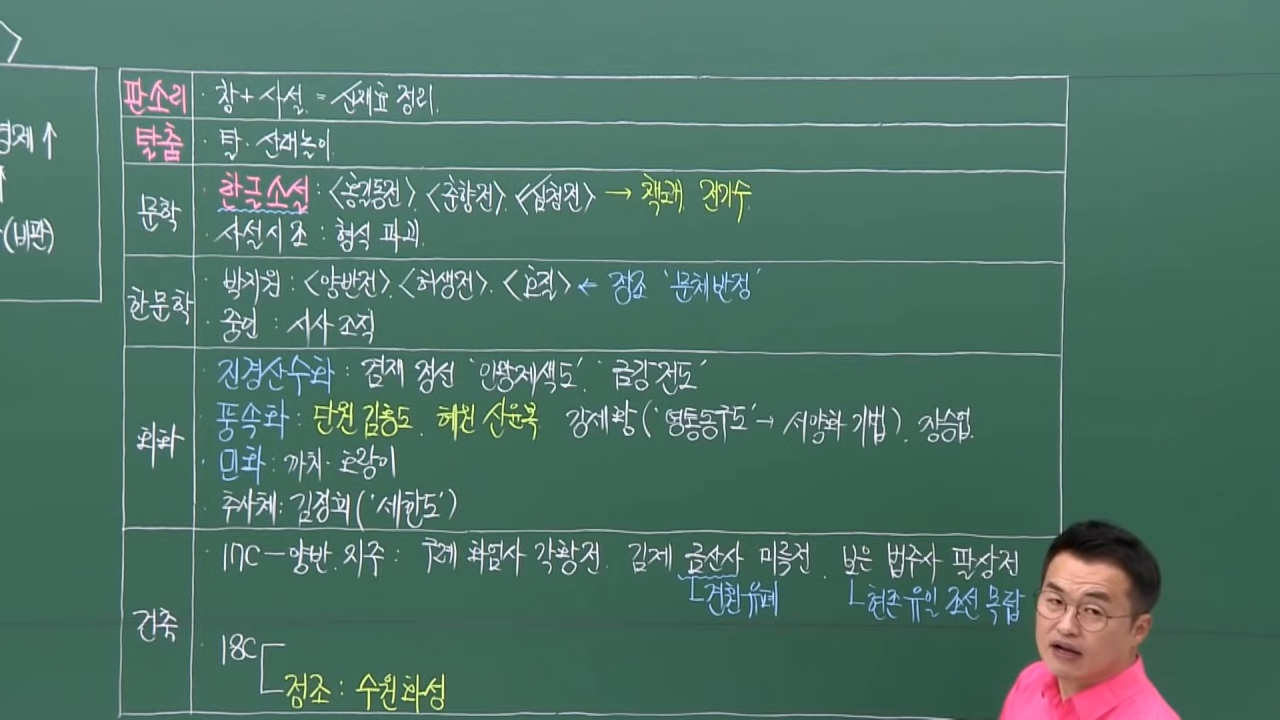 경제 ↑
↑
(비판)
판소리 · 창 + 사설 = 신재효 정리.
탈춤 · 탈·산대놀이.
문학 · 한글소설 : <홍길동전>. <춘향전>. <심청전> → 책쾌. 전기수.
· 사설시조 : 형식 파괴.
한문학 · 박지원 : <양반전>. <허생전>. <호질> ← 정조 '문체반정'
· 중인 : 시사 조직
회화 · 진경산수화 : 겸재 정선 '인왕제색도'. '금강전도'
· 풍속화 : 단원 김홍도. 혜원 신윤복 강세황 ('영통동구도' → 서양화 기법). 장승업.
· 민화 : 까치·호랑이
· 추사체 : 김정희 ('세한도')
건축 · 17C - 양반. 지주 : 구례 화엄사 각황전. 김제 금산사 미륵전. 보은 법주사 팔상전
└견훤 유폐 └현존 유일 조선 목탑
· 18C
정조 : 수원화성